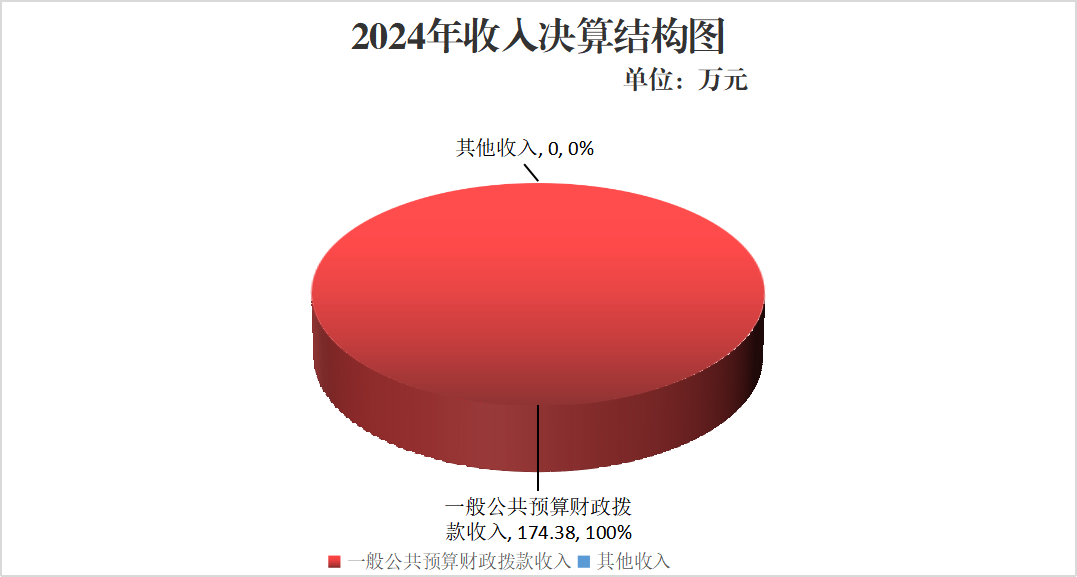 2024年收入决算结构图
单位：万元
其他收入, 0, 0%
一般公共预算财政拨
款收入, 174.38, 100%
一般公共预算财政拨款收入 其他收入